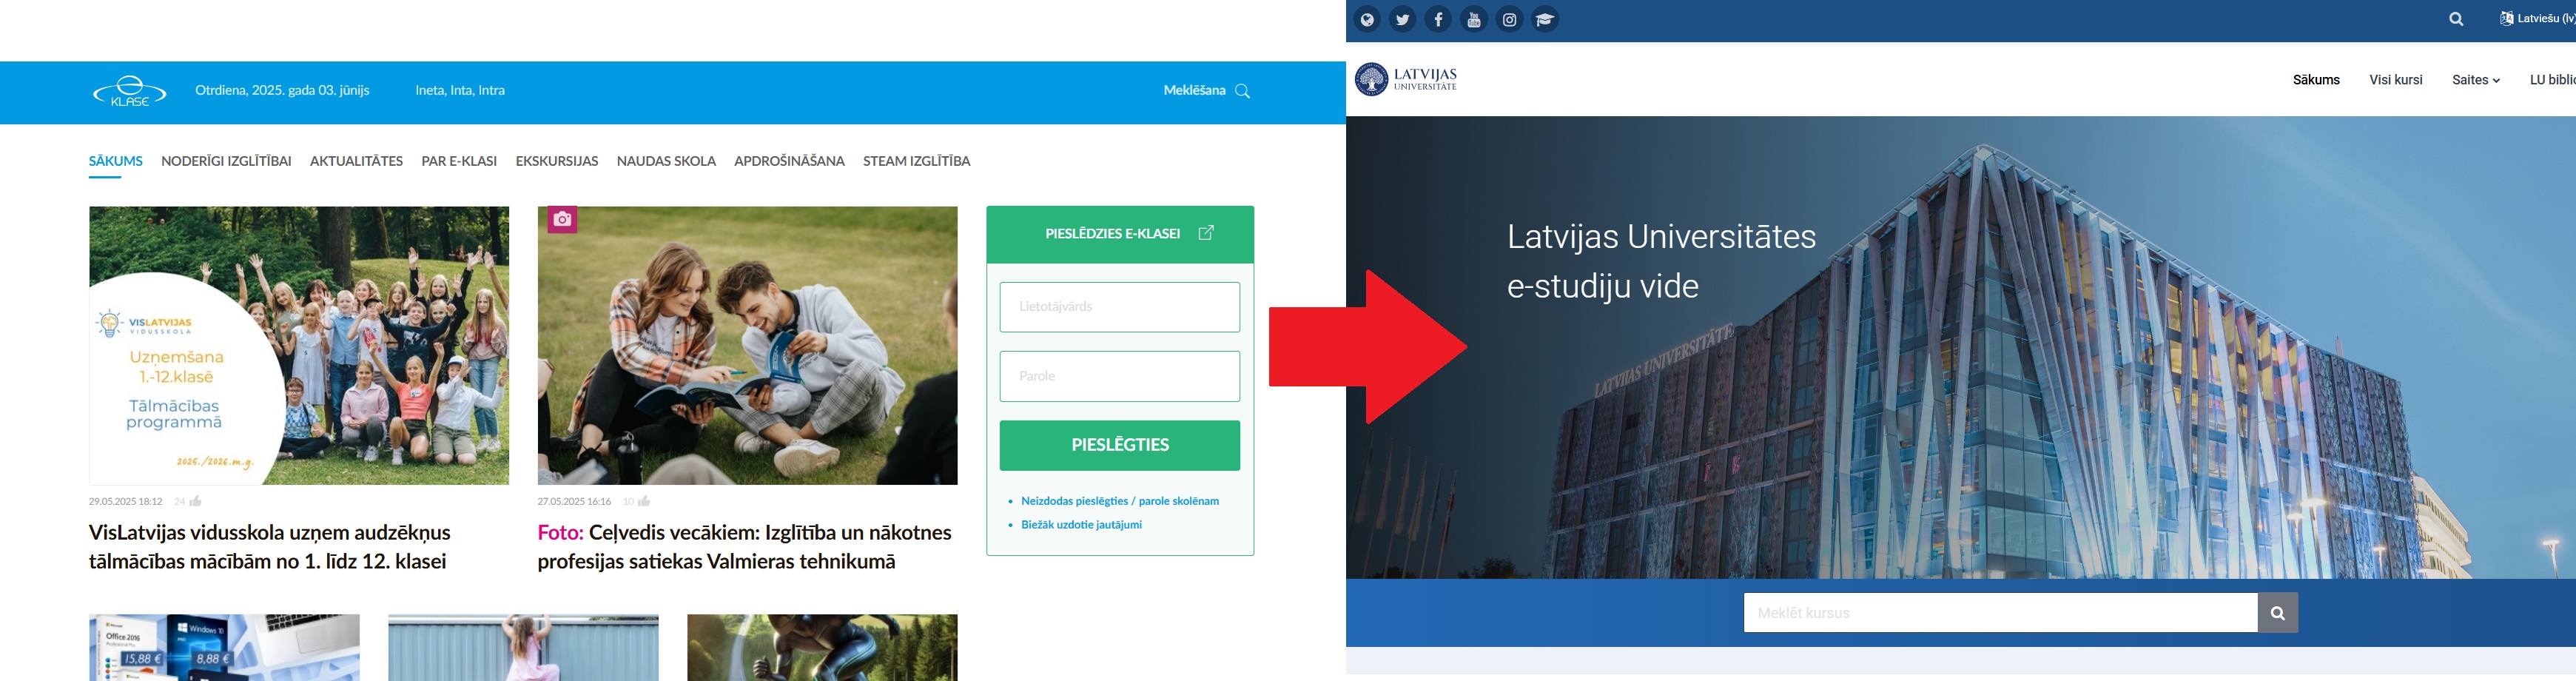 KLASE
Otrdiena, 2025. gada 03. jūnijs
Ineta, Inta, Intra
Meklēšana
SĀKUMS NODERĪGI IZGLĪTĪBAI AKTUALITĀTES PAR E-KLASI EKSKURSIJAS NAUDAS SKOLA APDROŠINĀŠANA STEAM IZGLĪTĪBA
VISLATVIJAS
VIDUSSKOLA
Uzņemšana
1.-12.klasē
Tālmācības
programmā
2025./2026.m.g.
29.05.2025 18:12 24
VisLatvijas vidusskola uzņem audzēkņus
tālmācības mācībām no 1. līdz 12. klasei
27.05.2025 16:16 10
Foto: Ceļvedis vecākiem: Izglītība un nākotnes
profesijas satiekas Valmieras tehnikumā
PIESLĒDZIES E-KLASEI
Lietotājvārds
Parole
PIESLĒGTIES
Neizdodas pieslēgties / parole skolēnam
Biežāk uzdotie jautājumi
Office 2016
Windows 10
15,88 €
8,88 €
You
Latviešu (lv)
LATVIJAS
UNIVERSITĀTE
Sākums Visi kursi Saites LU biblio
Latvijas Universitātes
e-studiju vide
LATVIJAS UNIVERSITĀTE
Meklēt kursus